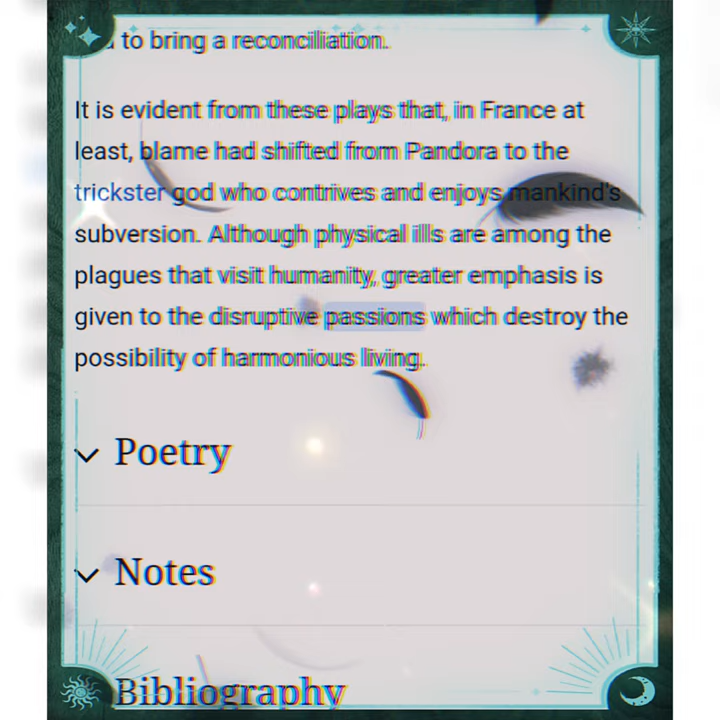 to bring a reconciliation.
It is evident from these plays that, in France at
least, blame had shifted from Pandora to the
trickster god who contrives and enjoys mankind's
subversion. Although physical ills are among the
plagues that visit humanity, greater emphasis is
given to the disruptive passions which destroy the
possibility of harmonious living.
Poetry
Notes
Bibliography